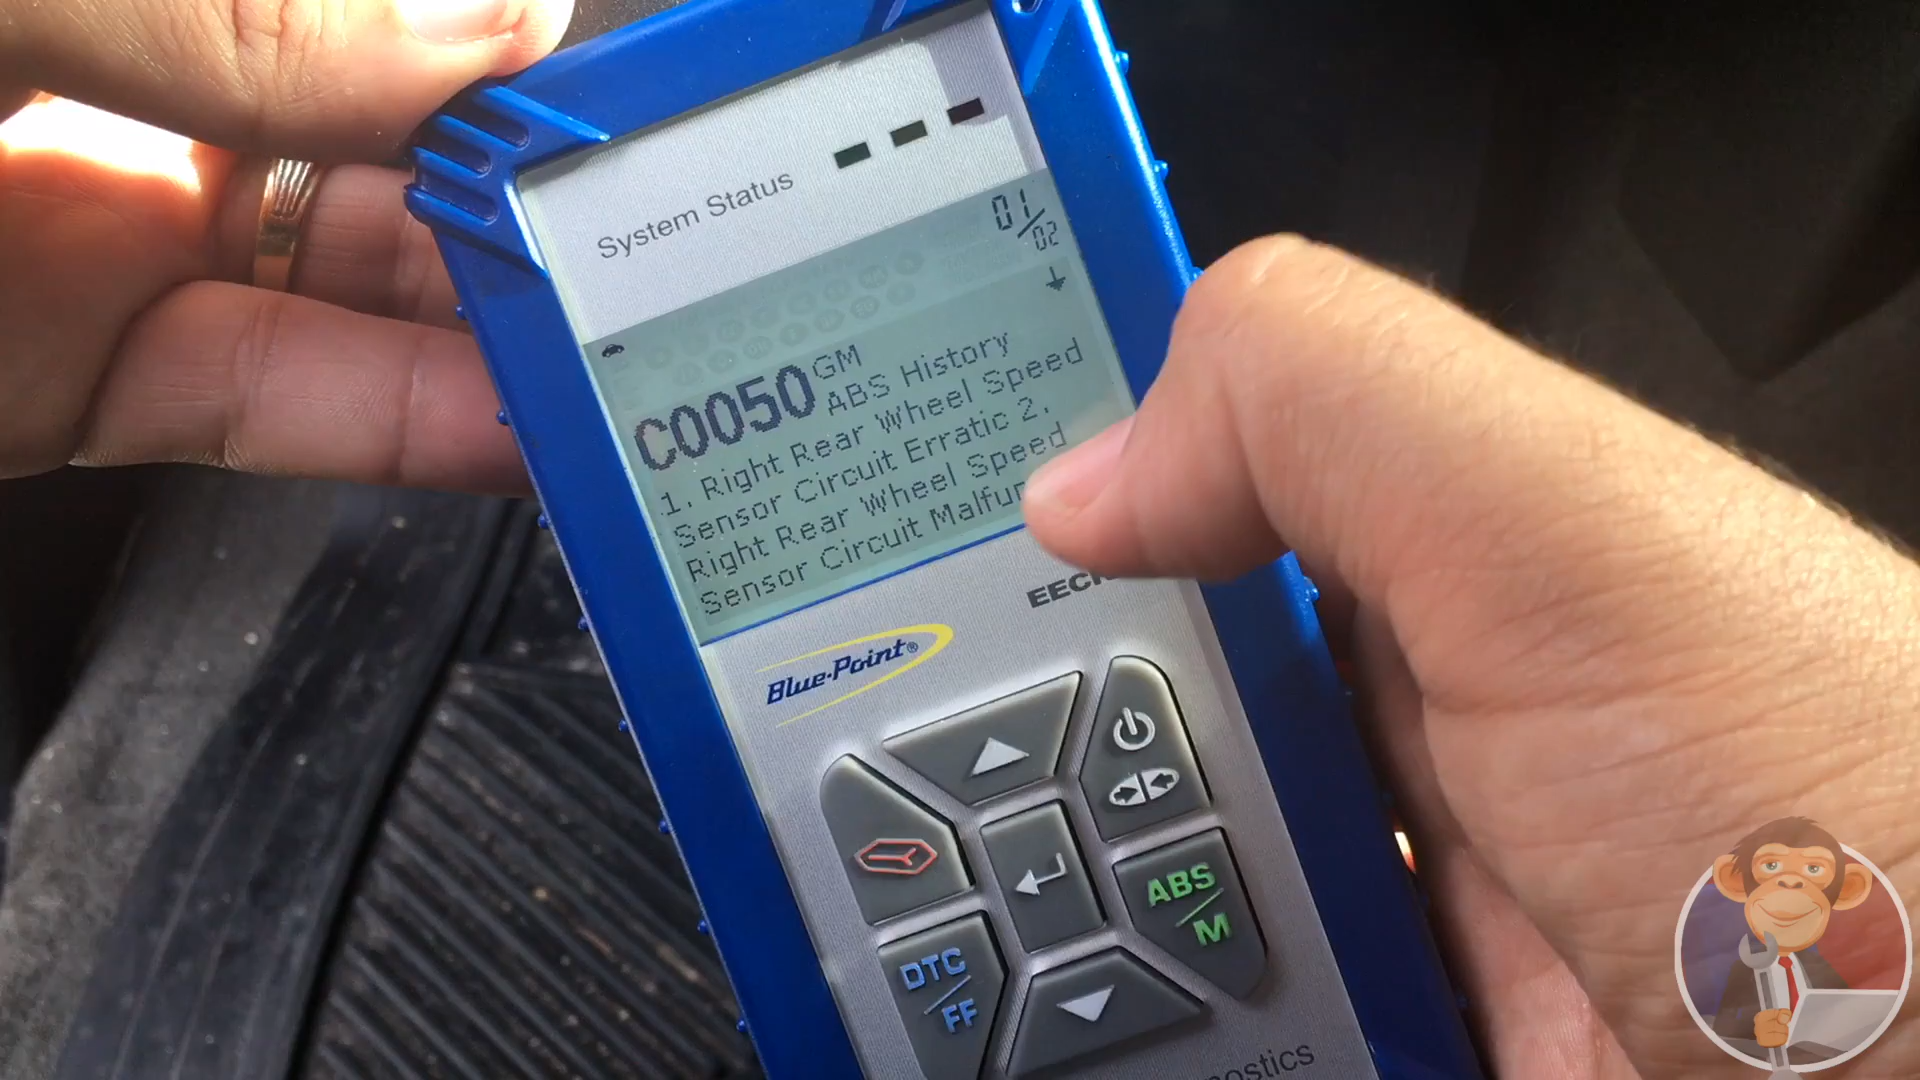 System Status
01/02
C0050 GM
ABS History
1. Right Rear Wheel Speed
Sensor Circuit Erratic 2.
Right Rear Wheel Speed
Sensor Circuit
Blue-Point®
ABS/M
DTC/FF